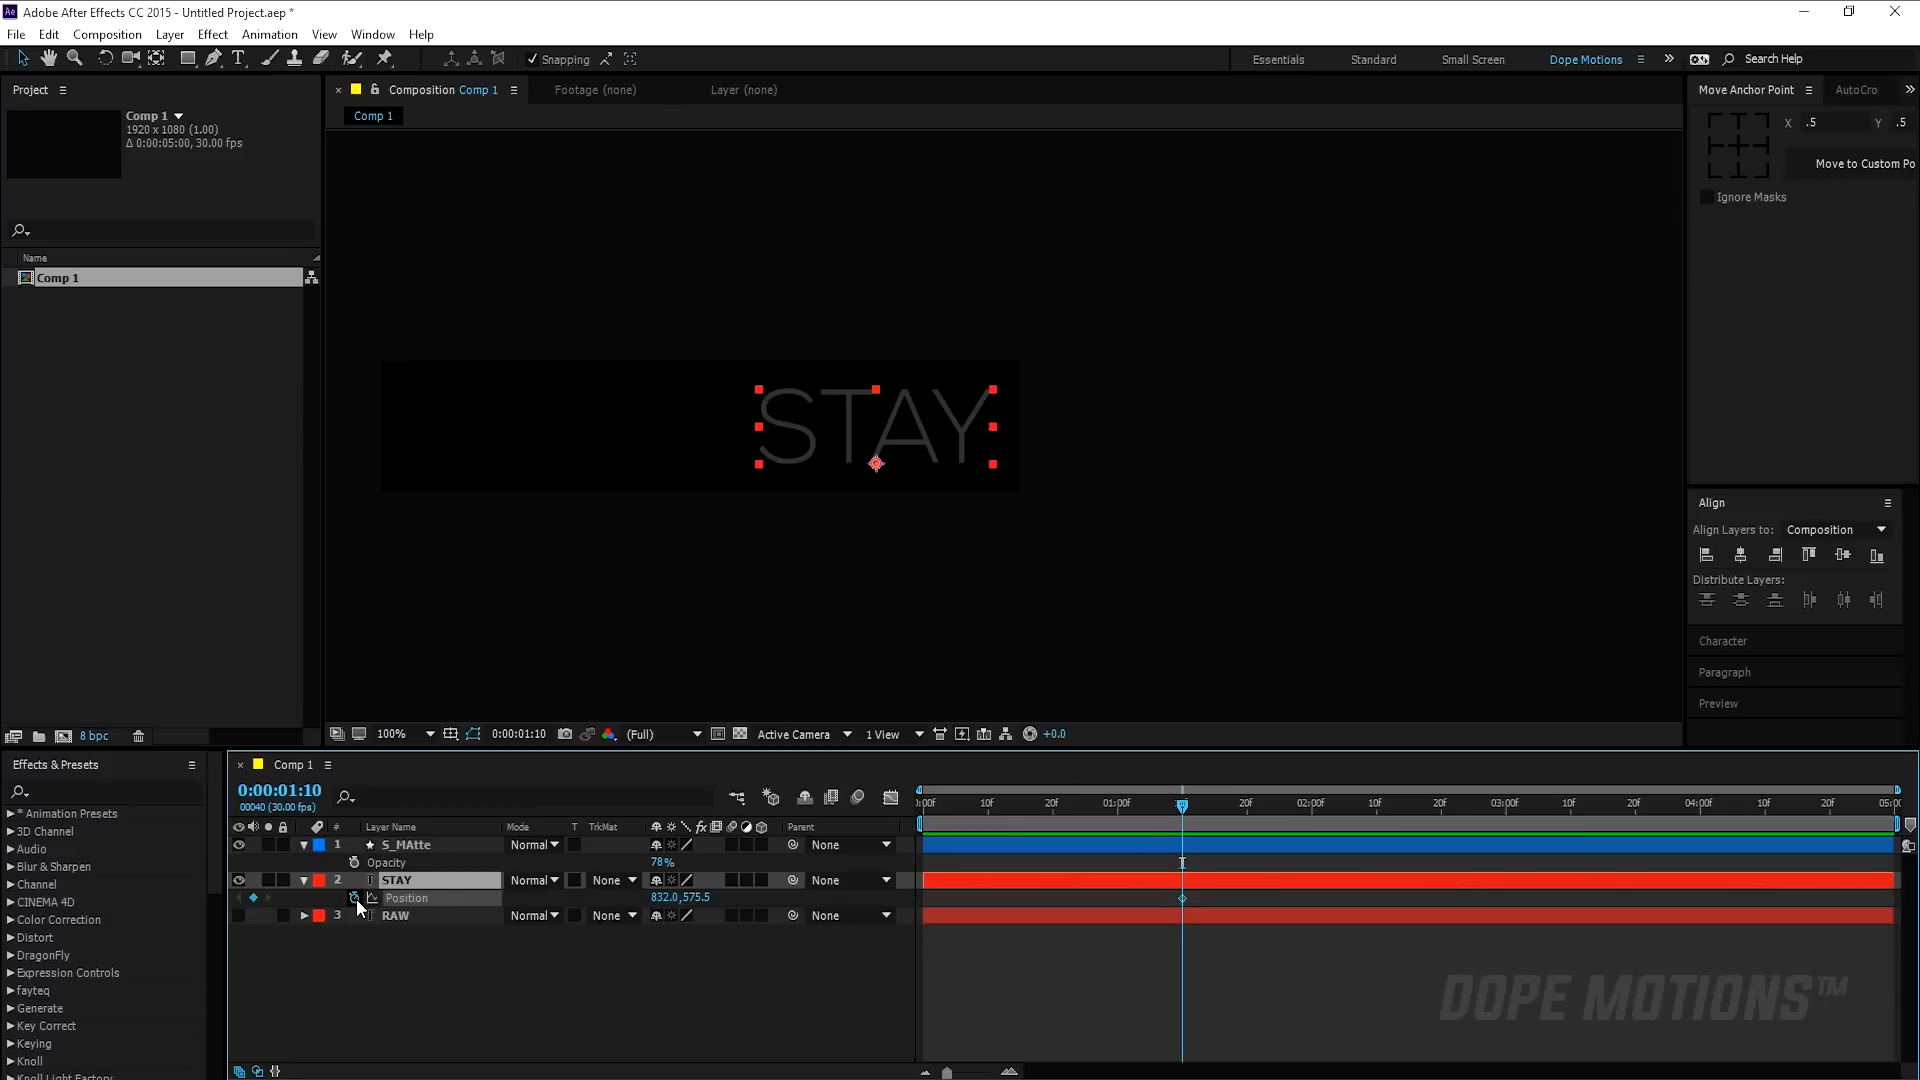 Adobe After Effects CC 2015 - Untitled Project.aep *
File Edit Composition Layer Effect Animation View Window Help
Snapping Essentials Standard Small Screen Dope Motions Search Help
Project
Comp 1
1920 x 1080 (1.00)
Δ 0:00:05:00, 30.00 fps
Name
Comp 1
8 bpc
Composition Comp 1 Footage (none) Layer (none)
Comp 1
STAY
100% 0:00:01:10 (Full) Active Camera 1 View +0.0
Move Anchor Point AutoCro
X .5 Y .5
Move to Custom Po
Ignore Masks
Align
Align Layers to: Composition
Distribute Layers:
Character
Paragraph
Preview
Effects & Presets
* Animation Presets
3D Channel
Audio
Blur & Sharpen
Channel
CINEMA 4D
Color Correction
Distort
DragonFly
Expression Controls
fayteq
Generate
Key Correct
Keying
Knoll
Knoll Light Factory
Comp 1
0:00:01:10
00040 (30.00 fps)
:00f 10f 20f 01:00f 20f 02:00f 10f 20f 03:00f 10f 20f 04:00f 20f 05:00
# Layer Name Mode T TrkMat Parent
1 S_MAtte Normal None
Opacity 78%
2 STAY Normal None None
Position 832.0,575.5
3 RAW Normal None None
DOPE MOTIONS™